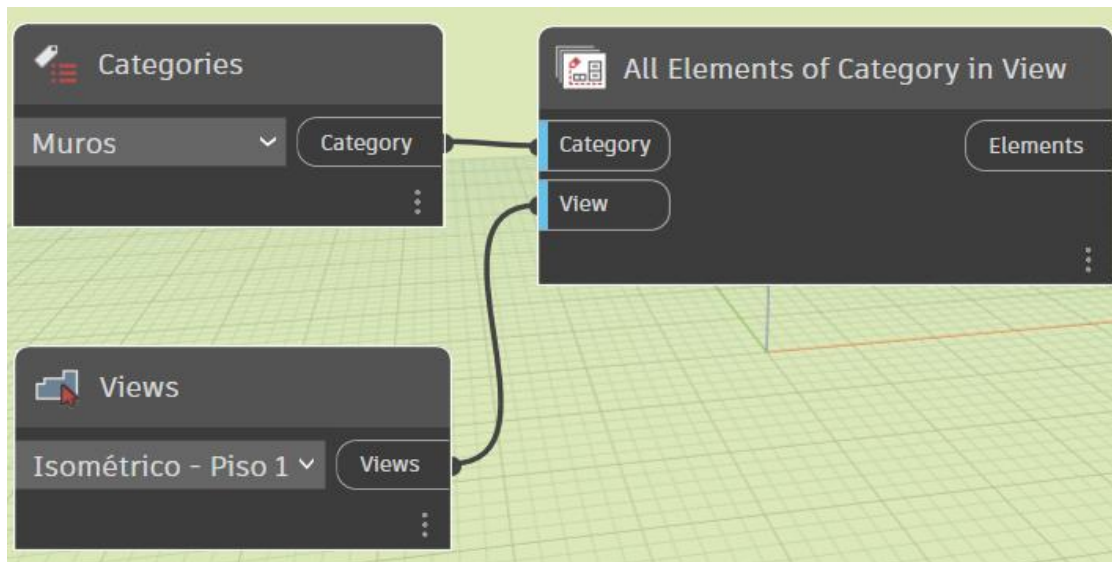 Categories
Muros
Category
All Elements of Category in View
Category
Elements
View
Views
Isométrico - Piso 1
Views